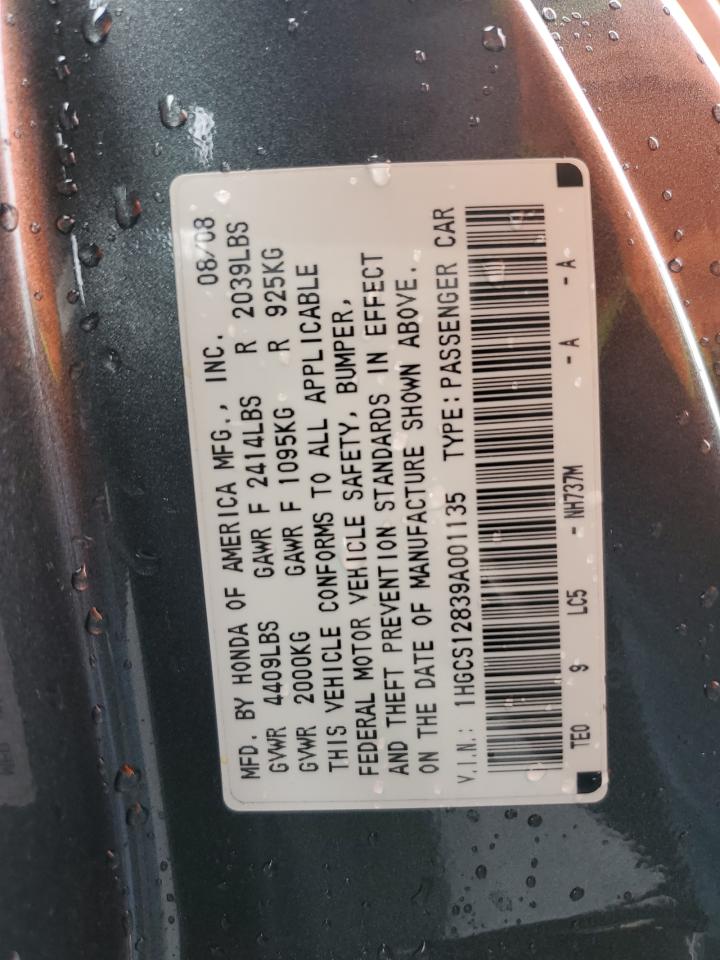 MFD. BY HONDA OF AMERICA MFG., INC. 08/08
GVWR 4409LBS GAWR F 2414LBS R 2039LBS
GVWR 2000KG GAWR F 1095KG R 925KG
THIS VEHICLE CONFORMS TO ALL APPLICABLE
FEDERAL MOTOR VEHICLE SAFETY, BUMPER,
AND THEFT PREVENTION STANDARDS IN EFFECT
ON THE DATE OF MANUFACTURE SHOWN ABOVE.
V.I.N.: 1HGCS12839A001135 TYPE:PASSENGER CAR
TE0 9 LC5 - NH737M - A - A